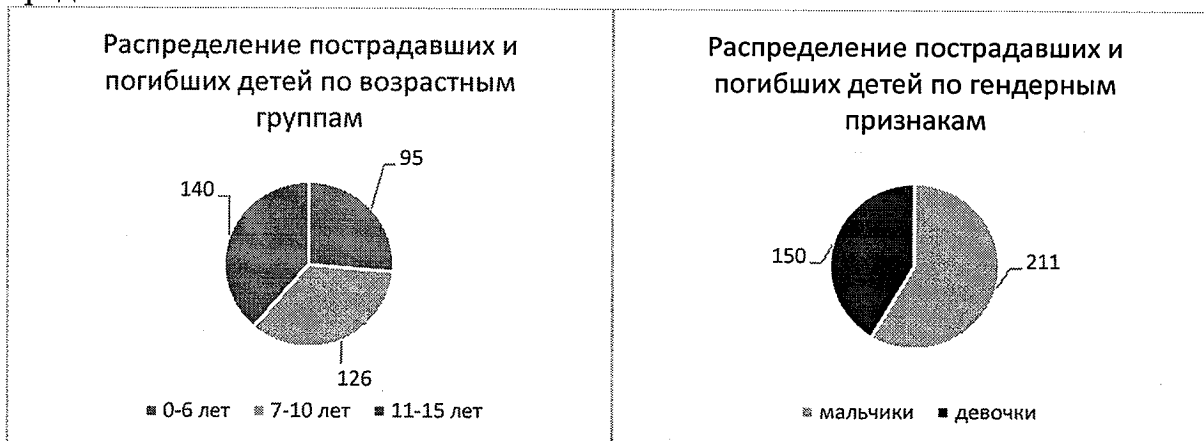 Распределение пострадавших и
погибших детей по возрастным
группам
95
140
126
0-6 лет 7-10 лет 11-15 лет
Распределение пострадавших и
погибших детей по гендерным
признакам
150
211
мальчики девочки